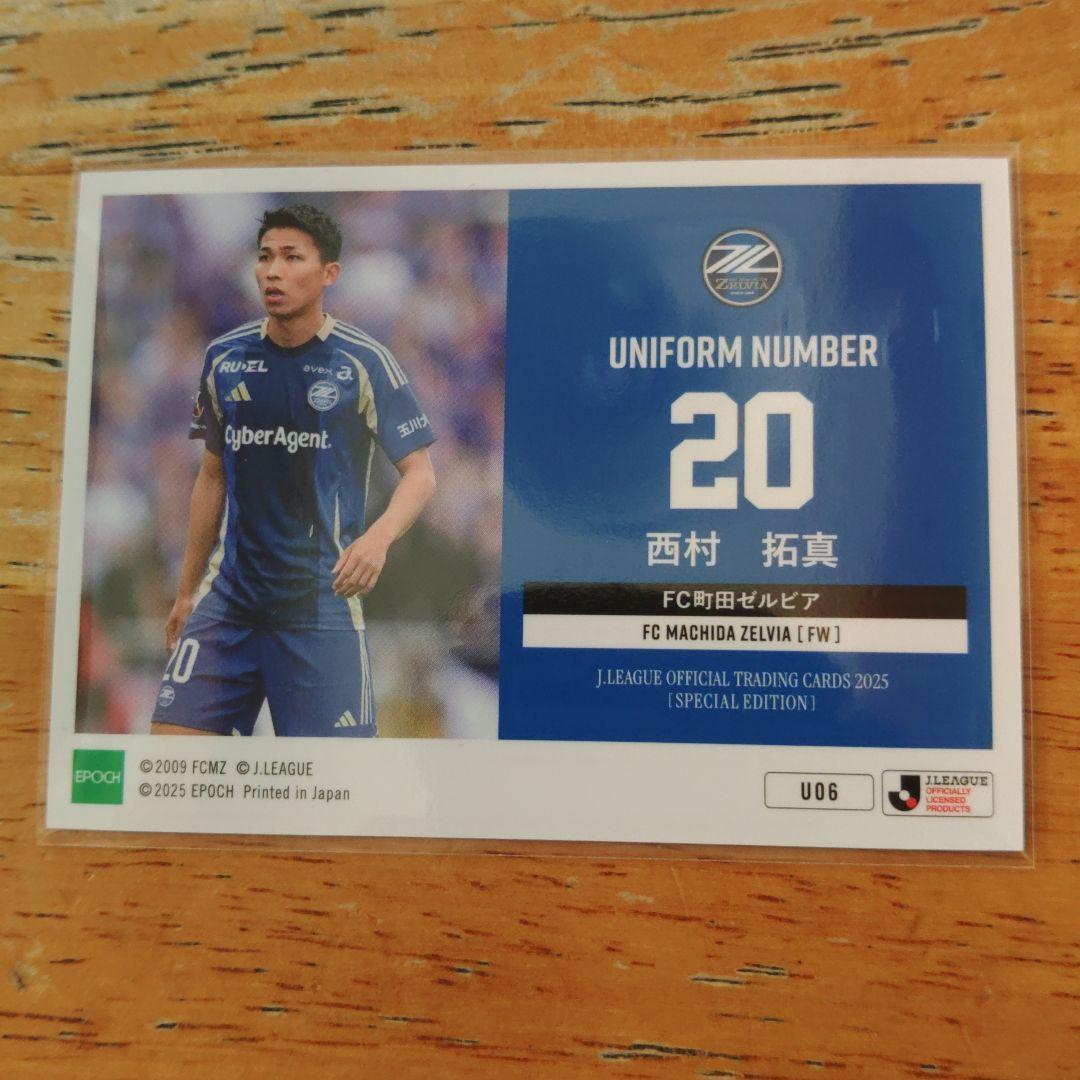 RUDEL
avex a
CyberAgent.
玉川大
20
ZELVIA
UNIFORM NUMBER
20
西村 拓真
FC町田ゼルビア
FC MACHIDA ZELVIA [FW]
J.LEAGUE OFFICIAL TRADING CARDS 2025
[SPECIAL EDITION]
EPOCH
©2009 FCMZ ©J.LEAGUE
©2025 EPOCH Printed in Japan
U06
J.LEAGUE
OFFICIALLY
LICENSED
PRODUCTS